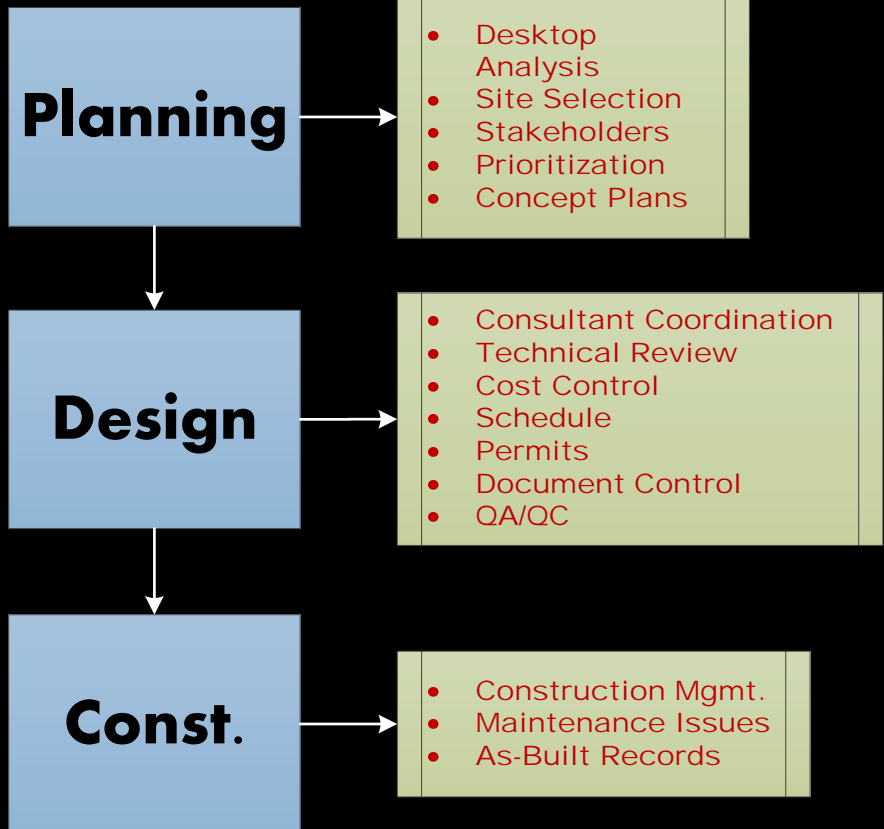 Planning
• Desktop
Analysis
• Site Selection
• Stakeholders
• Prioritization
• Concept Plans
Design
• Consultant Coordination
• Technical Review
• Cost Control
• Schedule
• Permits
• Document Control
• QA/QC
Const.
• Construction Mgmt.
• Maintenance Issues
• As-Built Records